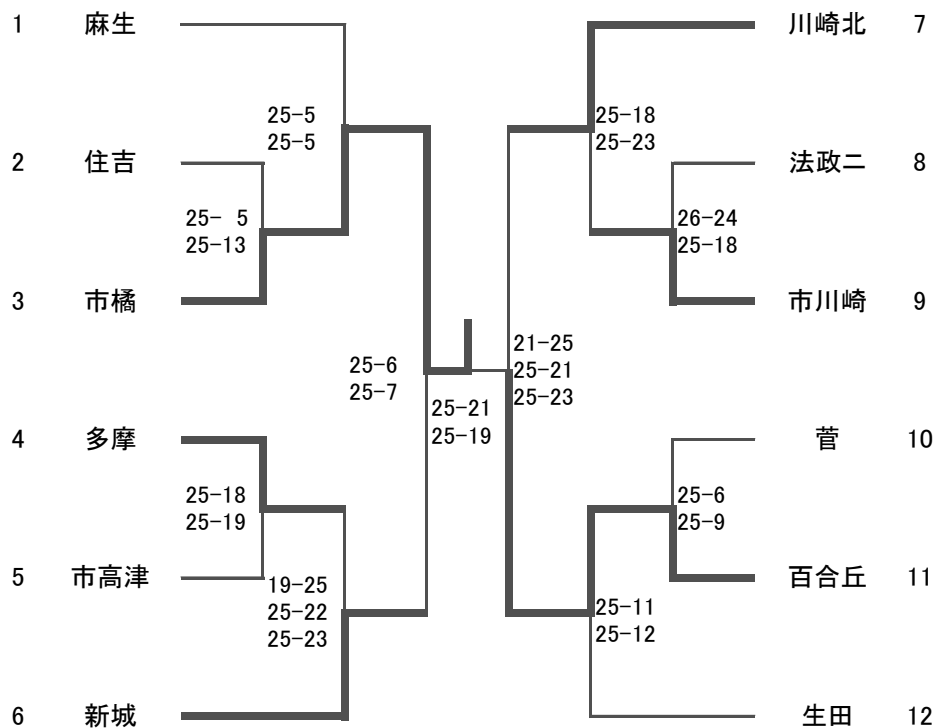 1 麻生
25-5
25-5
2 住吉
25- 5
25-13
3 市橘
25-6
25-7
4 多摩
25-18
25-19
5 市高津
19-25
25-22
25-23
6 新城
25-21
25-19
川崎北 7
25-18
25-23
法政二 8
26-24
25-18
市川崎 9
21-25
25-21
25-23
菅 10
25-6
25-9
百合丘 11
25-11
25-12
生田 12